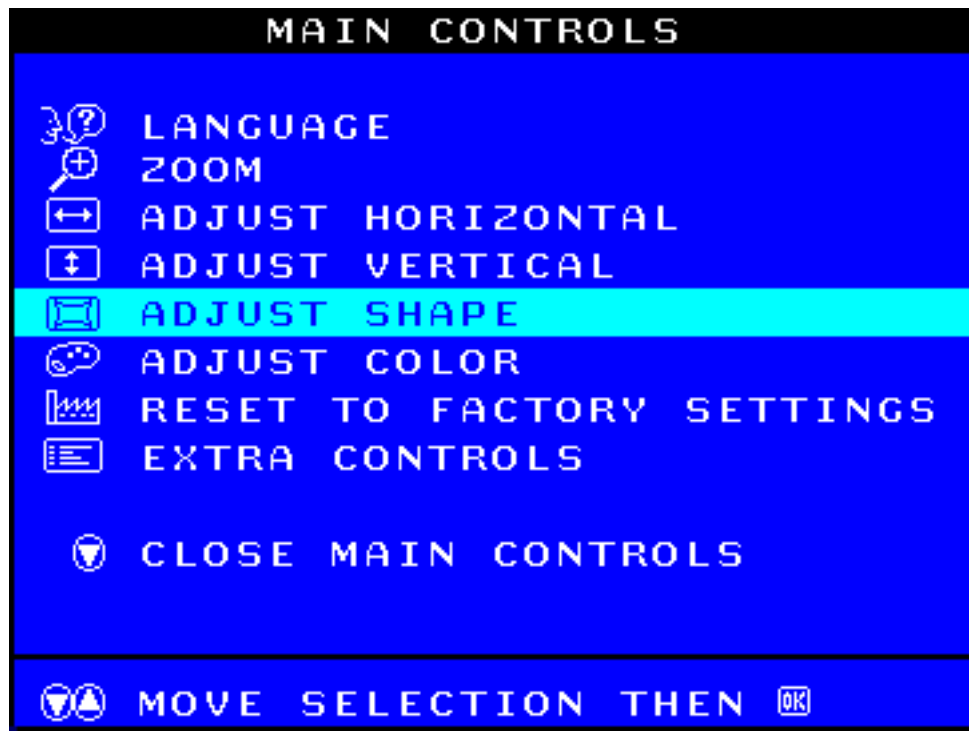 MAIN CONTROLS
LANGUAGE
ZOOM
ADJUST HORIZONTAL
ADJUST VERTICAL
ADJUST SHAPE
ADJUST COLOR
RESET TO FACTORY SETTINGS
EXTRA CONTROLS
CLOSE MAIN CONTROLS
MOVE SELECTION THEN OK